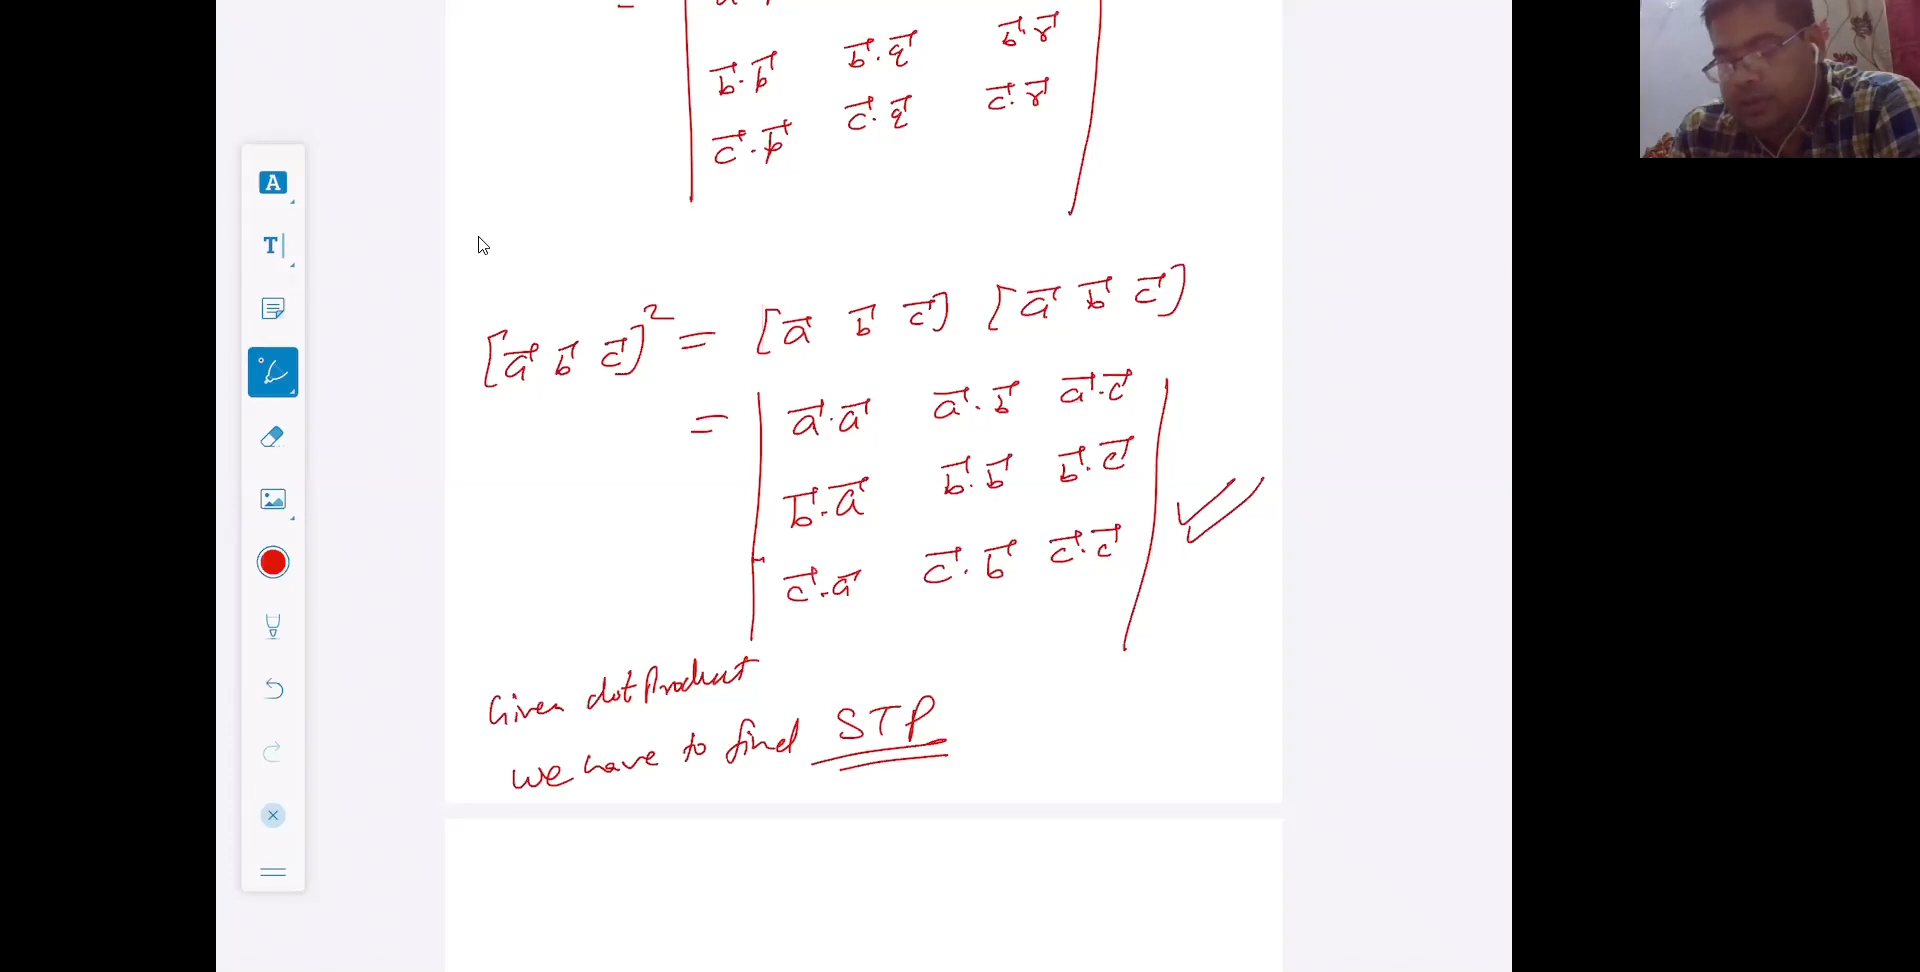 =
b⃗·p⃗ b⃗·q⃗ b⃗·r⃗
c⃗·p⃗ c⃗·q⃗ c⃗·r⃗
[a⃗ b⃗ c⃗]² = [a⃗ b⃗ c⃗] [a⃗ b⃗ c⃗]
= | a⃗·a⃗ a⃗·b⃗ a⃗·c⃗ |
| b⃗·a⃗ b⃗·b⃗ b⃗·c⃗ |
| c⃗·a⃗ c⃗·b⃗ c⃗·c⃗ |
Given dot Product
we have to find STP
A
T